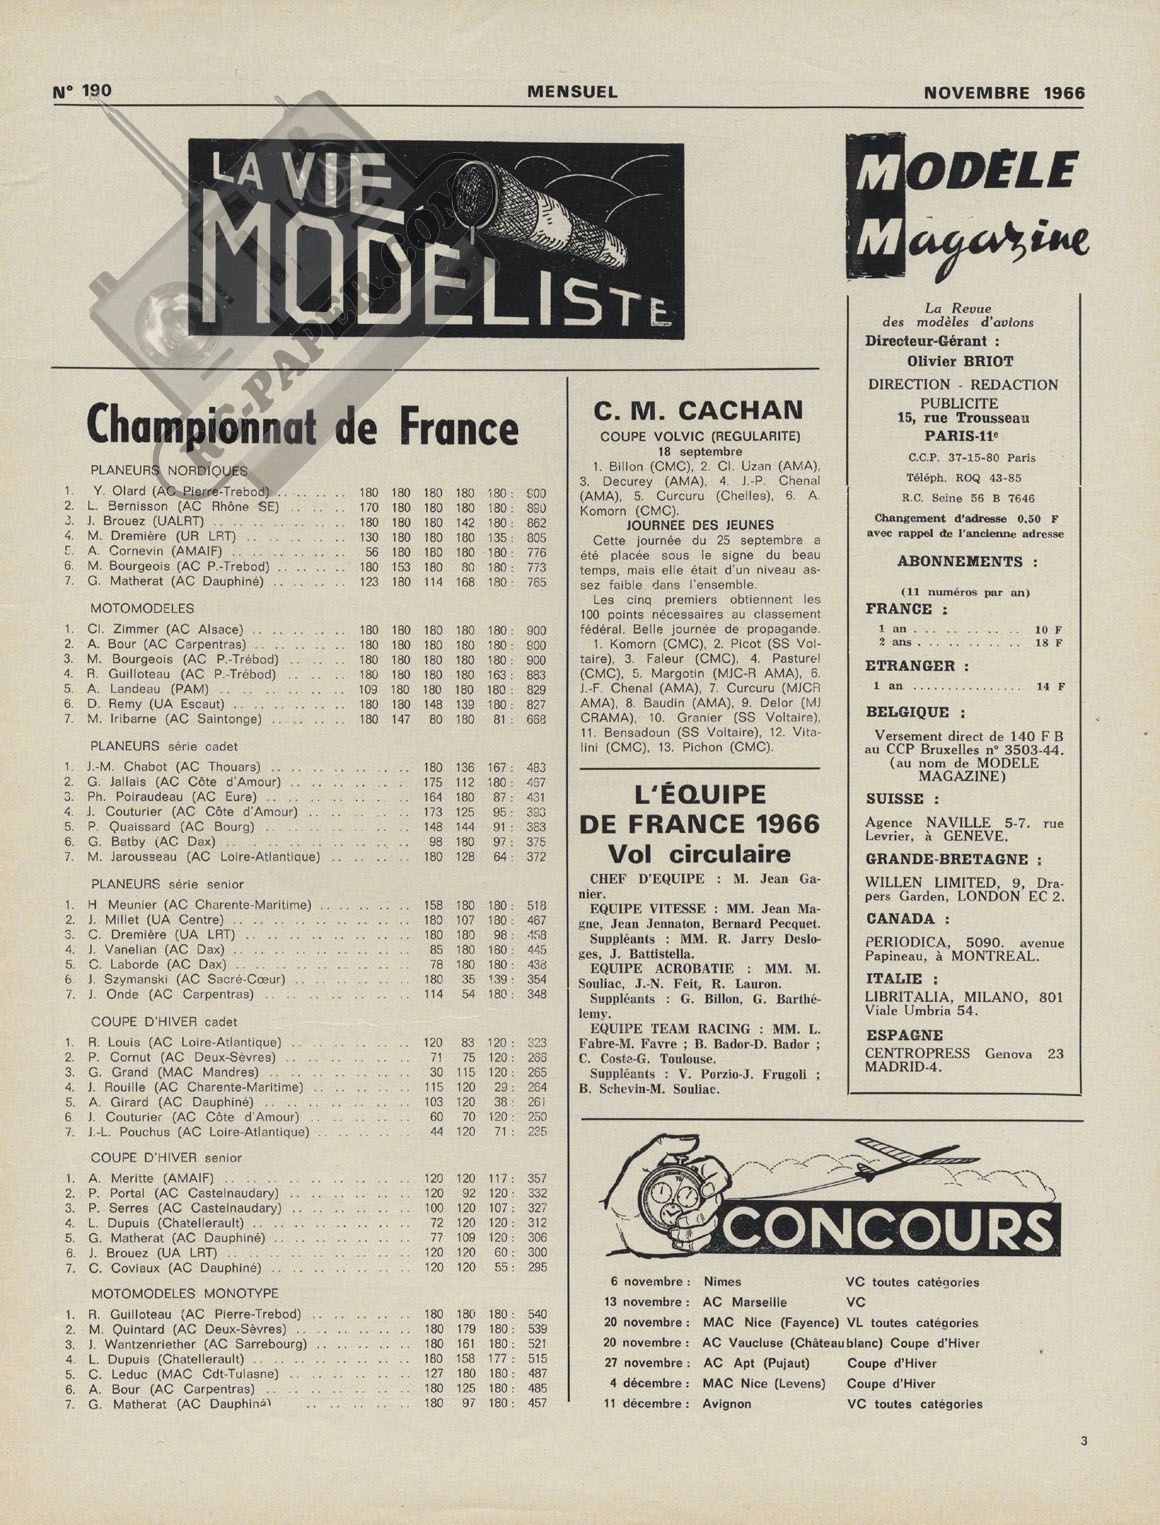 N° 190 MENSUEL NOVEMBRE 1966
LA VIE
MODÉLISTE
RC-PAPER.COM
Championnat de France
PLANEURS NORDIQUES
1. Y. Olard (AC Pierre-Trebod) 180 180 180 180 180 : 900
2. L. Bernisson (AC Rhône SE) 170 180 180 180 180 : 890
3. J. Brouez (UALRT) 180 180 180 142 180 : 862
4. M. Dremière (UR LRT) 130 180 180 180 135 : 805
5. A. Cornevin (AMAIF) 56 180 180 180 180 : 776
6. M. Bourgeois (AC P.-Trebod) 180 153 180 80 180 : 773
7. G. Matherat (AC Dauphiné) 123 180 114 168 180 : 765
MOTOMODELES
1. Cl. Zimmer (AC Alsace) 180 180 180 180 180 : 900
2. A. Bour (AC Carpentras) 180 180 180 180 180 : 900
3. M. Bourgeois (AC P.-Trébod) 180 180 180 180 180 : 900
4. R. Guilloteau (AC P.-Trébod) 180 180 180 180 163 : 883
5. A. Landeau (PAM) 109 180 180 180 180 : 829
6. D. Remy (UA Escaut) 180 180 148 139 180 : 827
7. M. Iribarne (AC Saintonge) 180 147 80 180 81 : 668
PLANEURS série cadet
1. J.-M. Chabot (AC Thouars) 180 136 167 : 483
2. G. Jallais (AC Côte d'Amour) 175 112 180 : 467
3. Ph. Poiraudeau (AC Eure) 164 180 87 : 431
4. J. Couturier (AC Côte d'Amour) 173 125 95 : 393
5. P. Quaissard (AC Bourg) 148 144 91 : 383
6. G. Batby (AC Dax) 98 180 97 : 375
7. M. Jarousseau (AC Loire-Atlantique) 180 128 64 : 372
PLANEURS série senior
1. H Meunier (AC Charente-Maritime) 158 180 180 : 518
2. J. Millet (UA Centre) 180 107 180 : 467
3. C. Dremière (UA LRT) 180 180 98 : 458
4. J. Vanelian (AC Dax) 85 180 180 : 445
5. C. Laborde (AC Dax) 78 180 180 : 438
6 J. Szymanski (AC Sacré-Cœur) 180 35 139 : 354
7. J. Onde (AC Carpentras) 114 54 180 : 348
COUPE D'HIVER cadet
1. R. Louis (AC Loire-Atlantique) 120 83 120 : 323
2. P. Cornut (AC Deux-Sèvres) 71 75 120 : 266
3. G. Grand (MAC Mandres) 30 115 120 : 265
4. J. Rouille (AC Charente-Maritime) 115 120 29 : 264
5. A. Girard (AC Dauphiné) 103 120 38 : 261
6. J. Couturier (AC Côte d'Amour) 60 70 120 : 250
7. J.-L. Pouchus (AC Loire-Atlantique) 44 120 71 : 235
COUPE D'HIVER senior
1. A. Meritte (AMAIF) 120 120 117 : 357
2. P. Portal (AC Castelnaudary) 120 92 120 : 332
3. P. Serres (AC Castelnaudary) 100 120 107 : 327
4. L. Dupuis (Chatellerault) 72 120 120 : 312
5. G. Matherat (AC Dauphiné) 77 109 120 : 306
6. J. Brouez (UA LRT) 120 120 60 : 300
7. C. Coviaux (AC Dauphiné) 120 120 55 : 295
MOTOMODELES MONOTYPE
1. R. Guilloteau (AC Pierre-Trebod) 180 180 180 : 540
2. M. Quintard (AC Deux-Sèvres) 180 179 180 : 539
3. J. Wantzenriether (AC Sarrebourg) 180 161 180 : 521
4. L. Dupuis (Chatellerault) 180 158 177 : 515
5. C. Leduc (MAC Cdt-Tulasne) 127 180 180 : 487
6. A. Bour (AC Carpentras) 180 125 180 : 485
7. G. Matherat (AC Dauphiné) 180 97 180 : 457
C. M. CACHAN
COUPE VOLVIC (REGULARITE)
18 septembre
1. Billon (CMC), 2. Cl. Uzan (AMA),
3. Decurey (AMA), 4. J.-P. Chenal
(AMA), 5. Curcuru (Chelles), 6. A.
Komorn (CMC).
JOURNEE DES JEUNES
Cette journée du 25 septembre a
été placée sous le signe du beau
temps, mais elle était d'un niveau as-
sez faible dans l'ensemble.
Les cinq premiers obtiennent les
100 points nécessaires au classement
fédéral. Belle journée de propagande.
1. Komorn (CMC), 2. Picot (SS Vol-
taire), 3. Faleur (CMC), 4. Pasturel
(CMC), 5. Margotin (MJC-R AMA), 6.
J.-F. Chenal (AMA), 7. Curcuru (MJCR
AMA), 8. Baudin (AMA), 9. Delor (MJ
CRAMA), 10. Granier (SS Voltaire),
11. Bensadoun (SS Voltaire), 12. Vita-
lini (CMC), 13. Pichon (CMC).
L'ÉQUIPE
DE FRANCE 1966
Vol circulaire
CHEF D'EQUIPE : M. Jean Ga-
nier.
EQUIPE VITESSE : MM. Jean Ma-
gne, Jean Jennaton, Bernard Pecquet.
Suppléants : MM. R. Jarry Deslo-
ges, J. Battistella.
EQUIPE ACROBATIE : MM. M.
Souliac, J.-N. Feit, R. Lauron.
Suppléants : G. Billon, G. Barthé-
lemy.
EQUIPE TEAM RACING : MM. L.
Fabre-M. Favre ; B. Bador-D. Bador ;
C. Coste-G. Toulouse.
Suppléants : V. Porzio-J. Frugoli ;
B. Schevin-M. Souliac.
MODÈLE
Magazine
La Revue
des modèles d'avions
Directeur-Gérant :
Olivier BRIOT
DIRECTION - REDACTION
PUBLICITE
15, rue Trousseau
PARIS-11e
C.C.P. 37-15-80 Paris
Téléph. ROQ 43-85
R.C. Seine 56 B 7646
Changement d'adresse 0,50 F
avec rappel de l'ancienne adresse
ABONNEMENTS :
(11 numéros par an)
FRANCE :
1 an . . . . . . . . . . 10 F
2 ans . . . . . . . . . . 18 F
ETRANGER :
1 an ............... 14 F
BELGIQUE :
Versement direct de 140 F B
au CCP Bruxelles n° 3503-44.
(au nom de MODELE
MAGAZINE)
SUISSE :
Agence NAVILLE 5-7. rue
Levrier, à GENEVE.
GRANDE-BRETAGNE :
WILLEN LIMITED, 9, Dra-
pers Garden, LONDON EC 2.
CANADA :
PERIODICA, 5090. avenue
Papineau, à MONTREAL.
ITALIE :
LIBRITALIA, MILANO, 801
Viale Umbria 54.
ESPAGNE
CENTROPRESS Genova 23
MADRID-4.
CONCOURS
6 novembre : Nimes VC toutes catégories
13 novembre : AC Marseille VC
20 novembre : MAC Nice (Fayence) VL toutes catégories
20 novembre : AC Vaucluse (Châteaublanc) Coupe d'Hiver
27 novembre : AC Apt (Pujaut) Coupe d'Hiver
4 décembre : MAC Nice (Levens) Coupe d'Hiver
11 décembre : Avignon VC toutes catégories
3